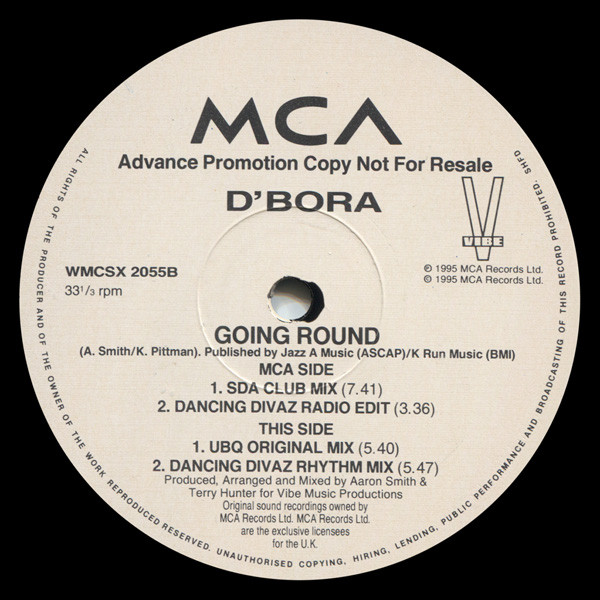 MCA
Advance Promotion Copy Not For Resale
D'BORA
V
VIBE
WMCSX 2055B
33 1/3 rpm
℗ 1995 MCA Records Ltd.
© 1995 MCA Records Ltd.
GOING ROUND
(A. Smith/K. Pittman). Published by Jazz A Music (ASCAP)/K Run Music (BMI)
MCA SIDE
1. SDA CLUB MIX (7.41)
2. DANCING DIVAZ RADIO EDIT (3.36)
THIS SIDE
1. UBQ ORIGINAL MIX (5.40)
2. DANCING DIVAZ RHYTHM MIX (5.47)
Produced, Arranged and Mixed by Aaron Smith &
Terry Hunter for Vibe Music Productions
Original sound recordings owned by
MCA Records Ltd. MCA Records Ltd.
are the exclusive licensees
for the U.K.
ALL RIGHTS OF THE PRODUCER AND OF THE OWNER OF THE WORK REPRODUCED RESERVED. UNAUTHORISED COPYING, HIRING, LENDING, PUBLIC PERFORMANCE AND BROADCASTING OF THIS RECORD PROHIBITED. SHFD